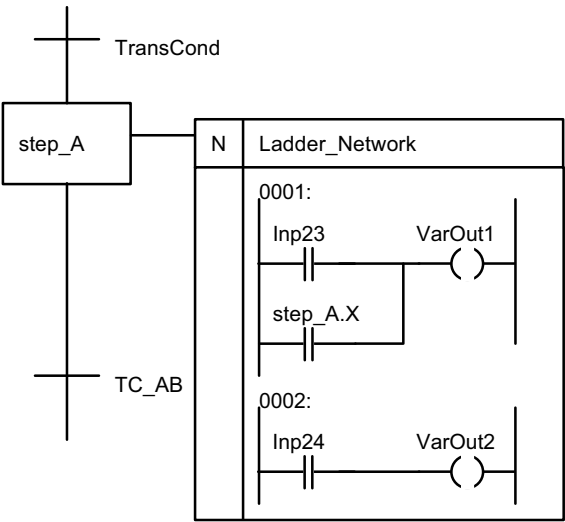 TransCond
step_A
N Ladder_Network
0001:
Inp23 VarOut1
step_A.X
TC_AB
0002:
Inp24 VarOut2